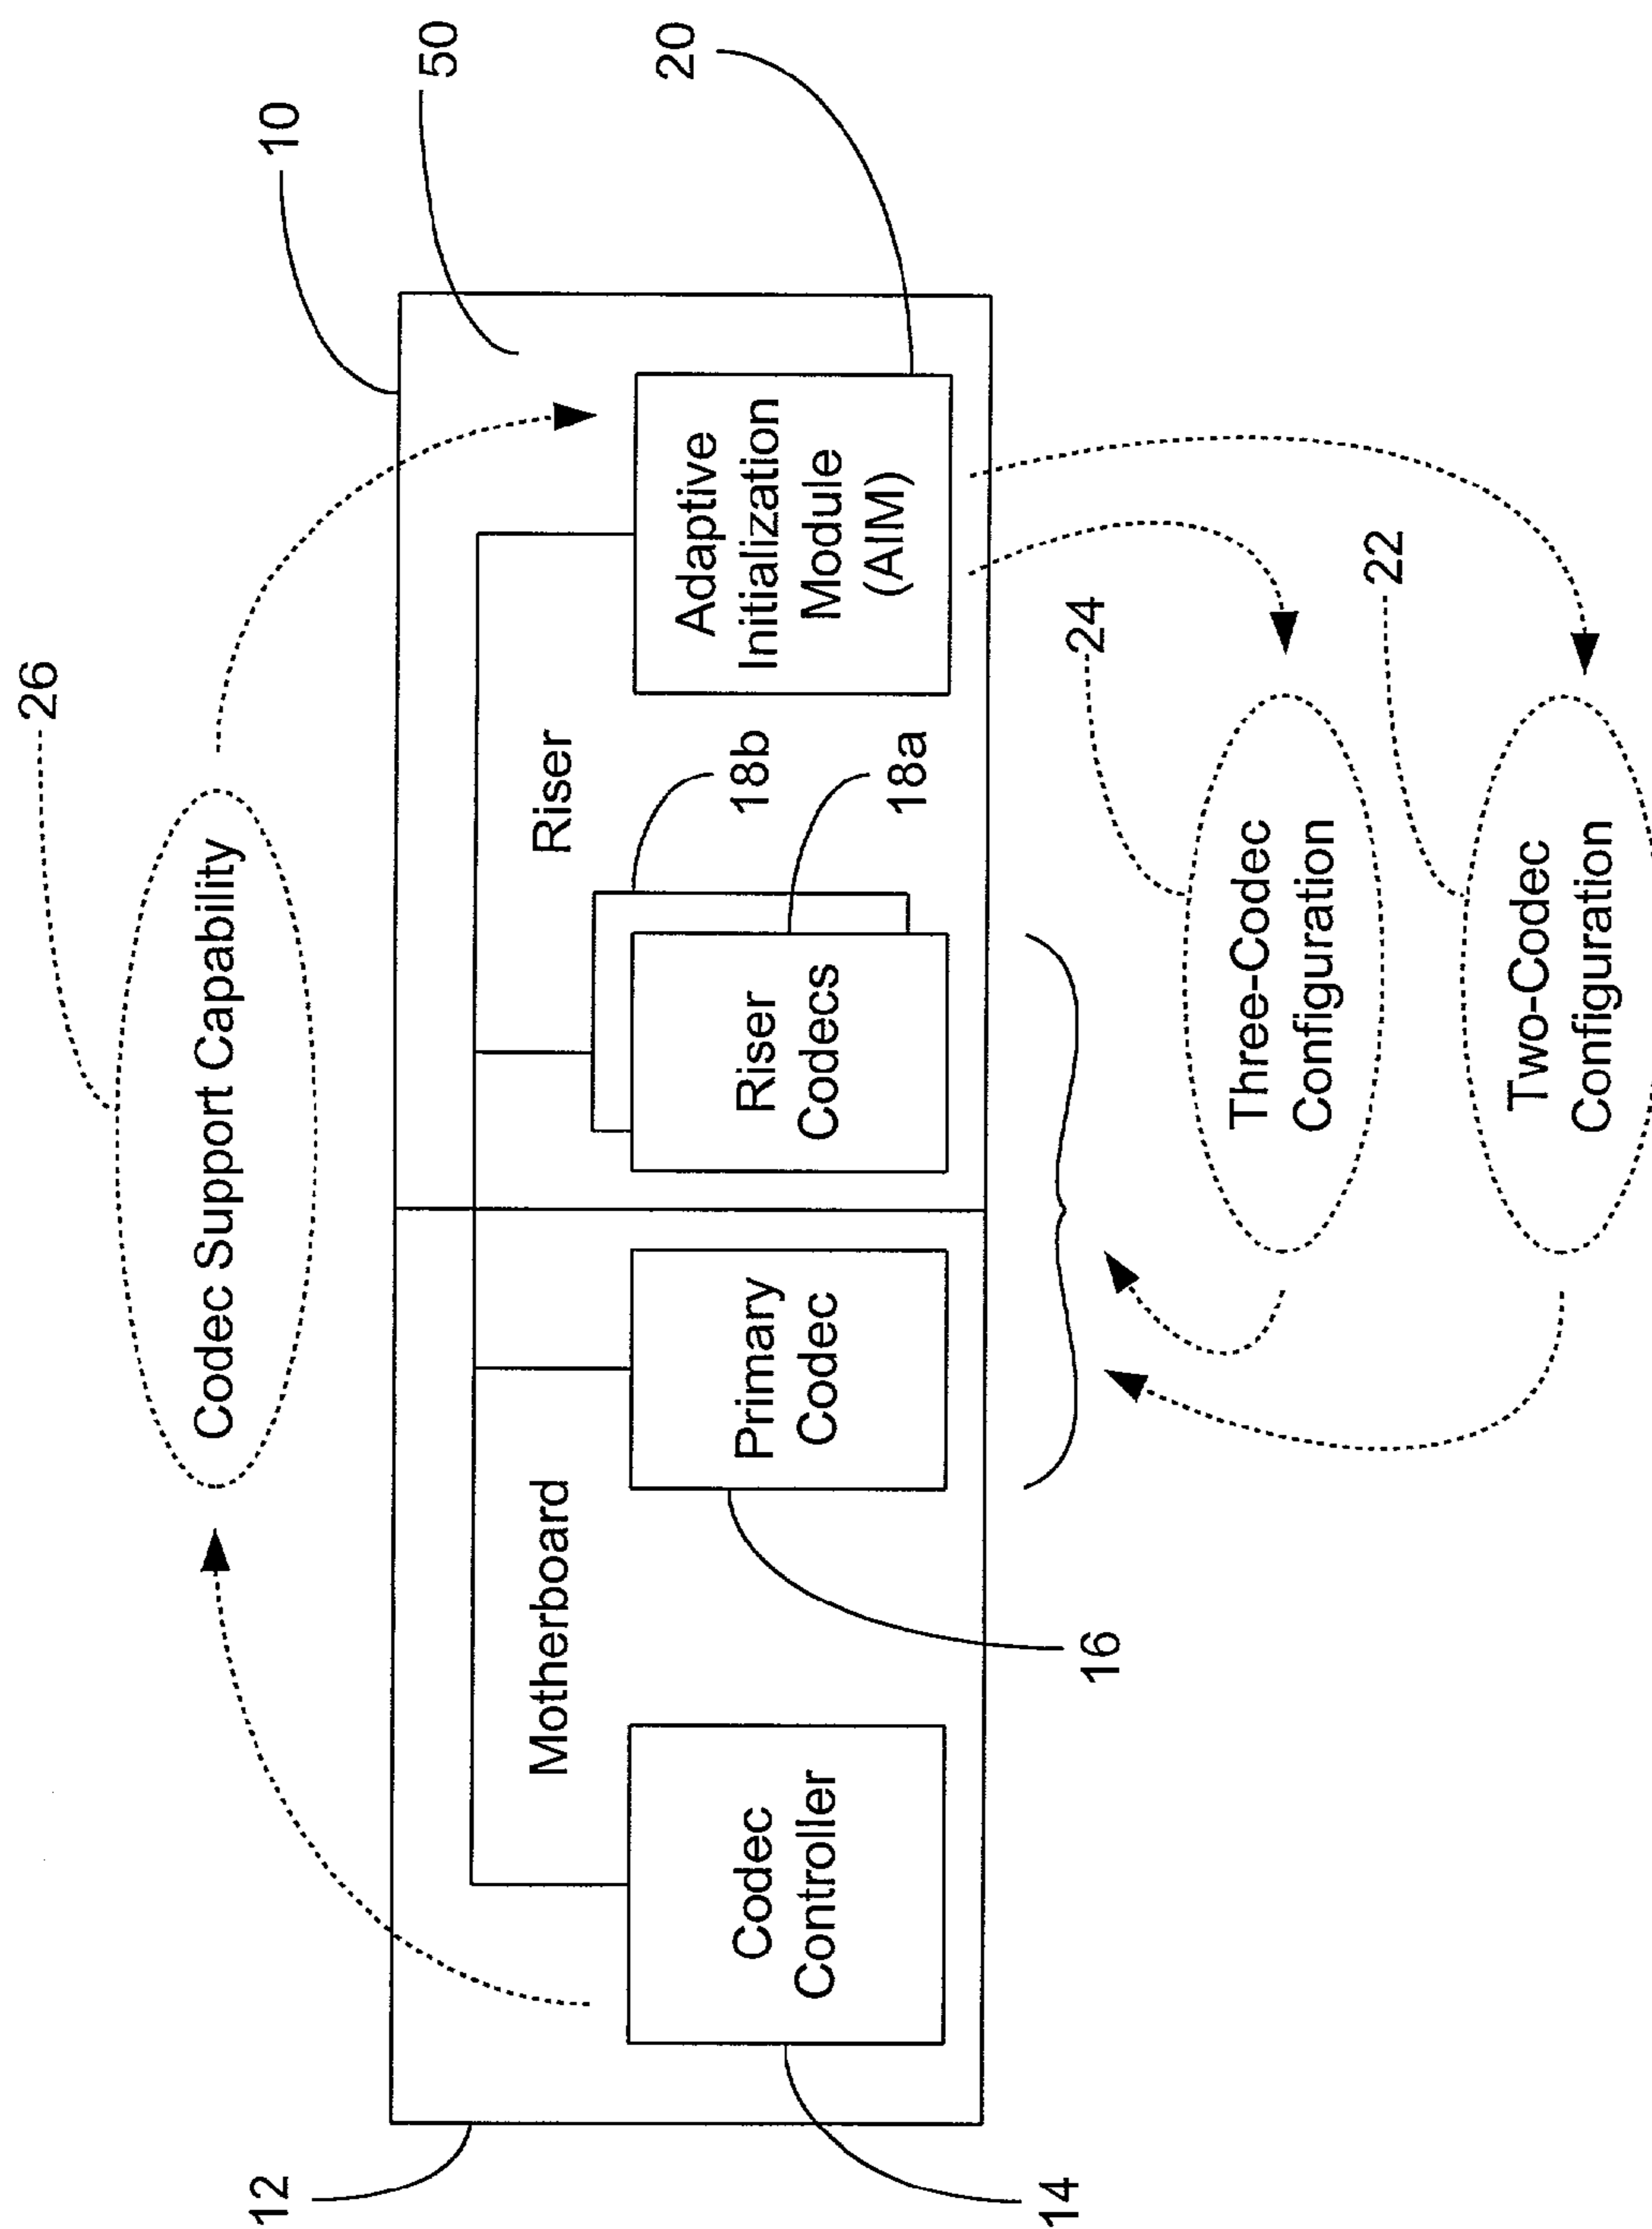 26
Codec Support Capability
10
50
20
12
Motherboard
Riser
Codec
Controller
14
Primary
Codec
16
Riser
Codecs
18b
18a
Adaptive
Initialization
Module
(AIM)
24
Three-Codec
Configuration
22
Two-Codec
Configuration